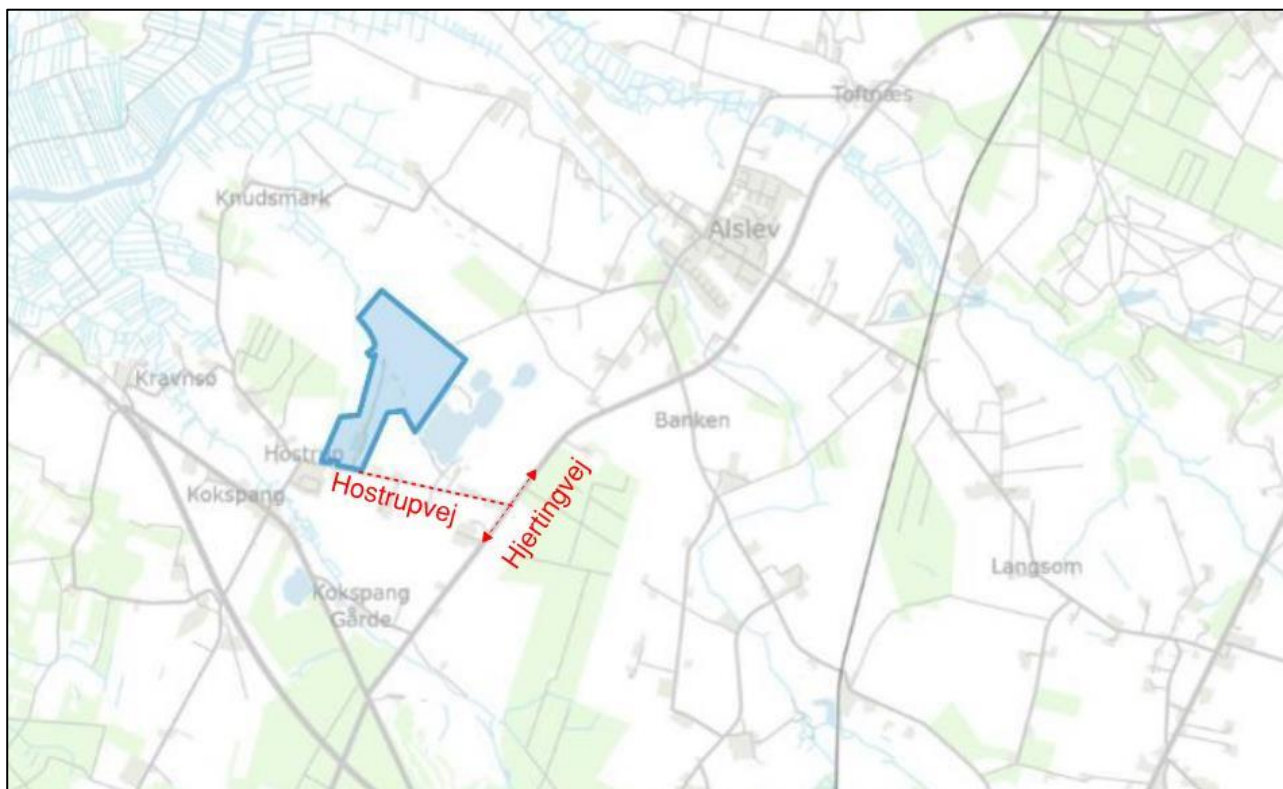 Toftnæs
Knudsmark
Alslev
Kravnsø
Banken
Hostrup
Kokspang
Hostrupvej
Hjertingvej
Langsom
Kokspang
Gårde